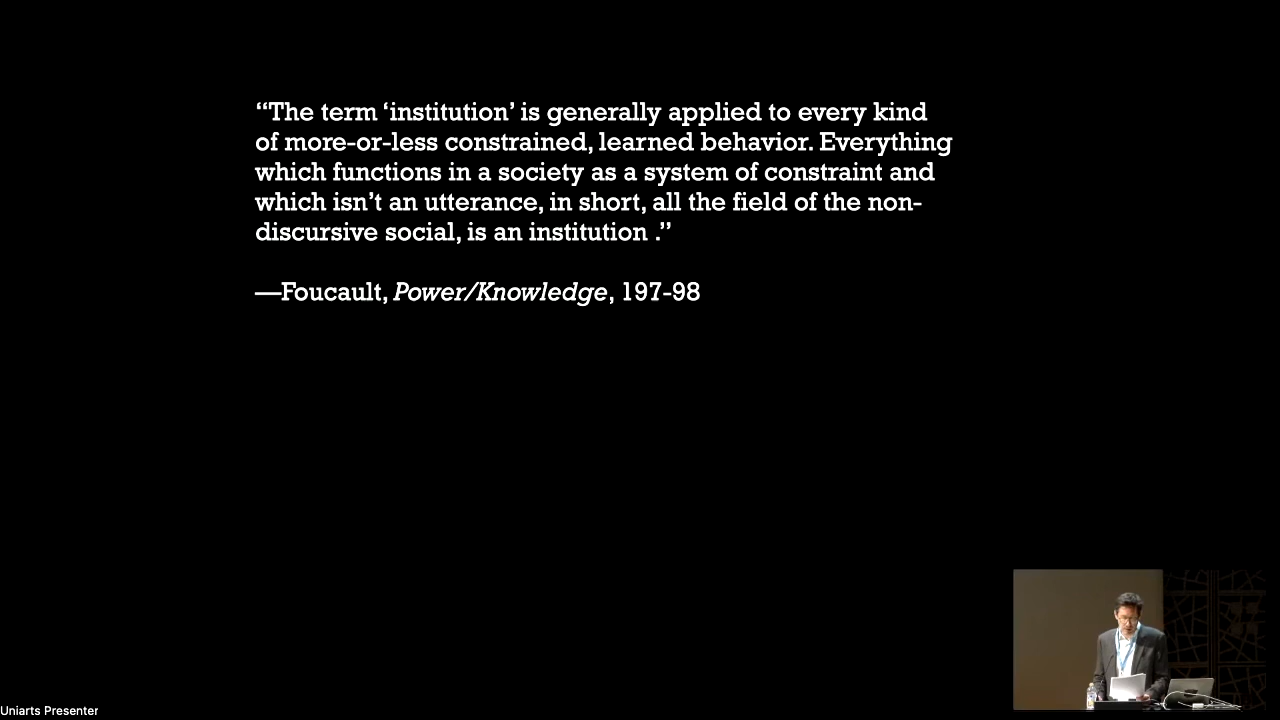 “The term ‘institution’ is generally applied to every kind
of more-or-less constrained, learned behavior. Everything
which functions in a society as a system of constraint and
which isn’t an utterance, in short, all the field of the non-
discursive social, is an institution .”
—Foucault, Power/Knowledge, 197-98
Uniarts Presenter